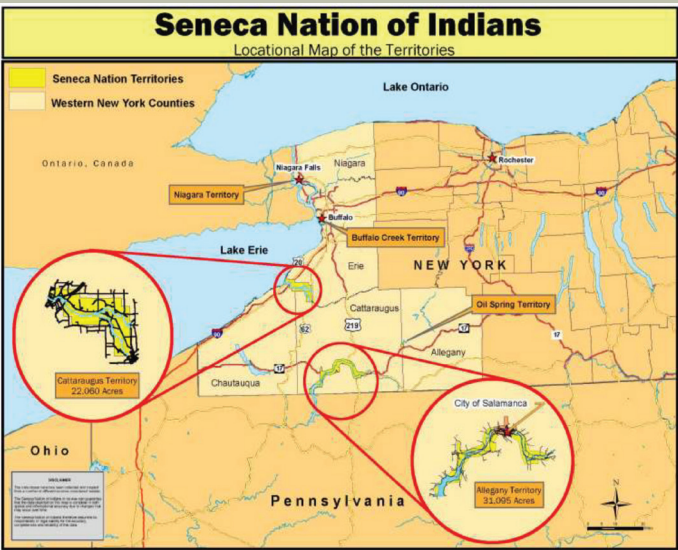 Seneca Nation of Indians
Locational Map of the Territories
Seneca Nation Territories
Western New York Counties
Lake Ontario
Ontario, Canada
Niagara Falls
Niagara
Rochester
Niagara Territory
90
90
Buffalo
Buffalo Creek Territory
Lake Erie
20
Erie
NEW YORK
Cattaraugus
Oil Spring Territory
62
219
17
17
90
Allegany
Chautauqua
17
Cattaraugus Territory
22,060 Acres
City of Salamanca
Ohio
DISCLAIMER
Allegany Territory
31,095 Acres
Pennsylvania
N